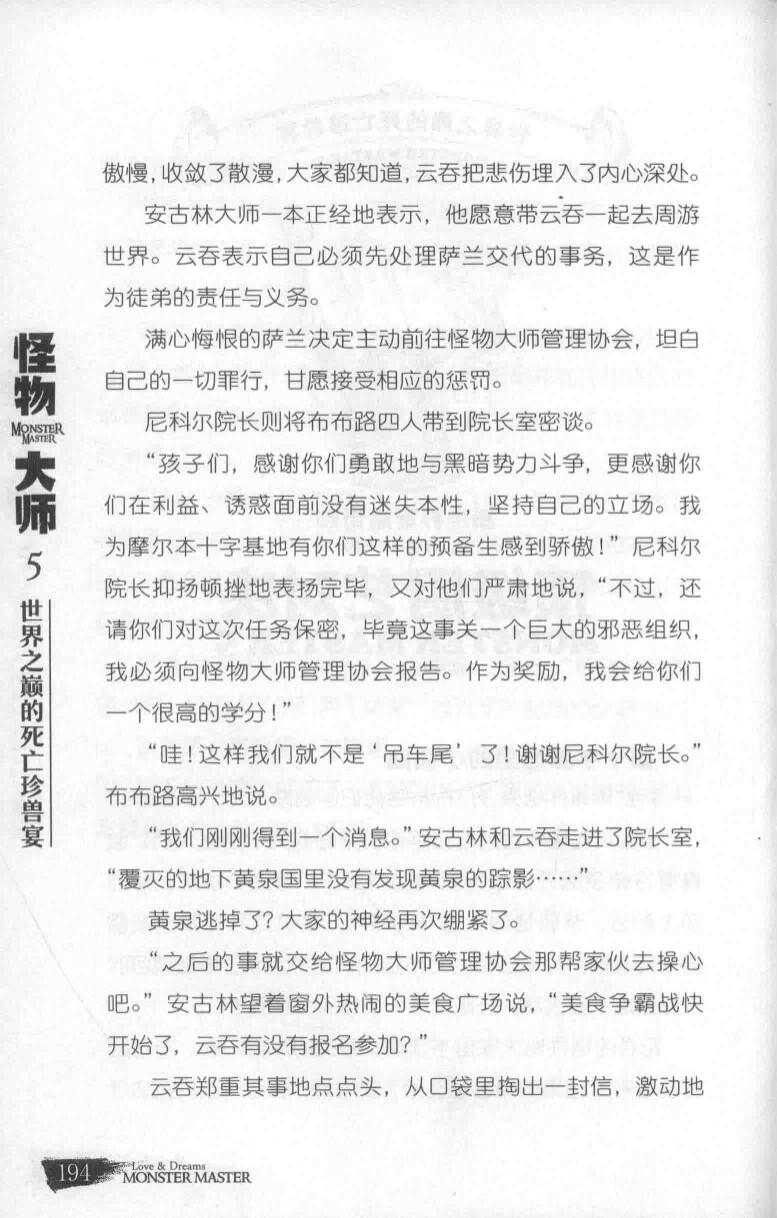 傲慢，收敛了散漫，大家都知道，云吞把悲伤埋入了内心深处。
安古林大师一本正经地表示，他愿意带云吞一起去周游
世界。云吞表示自己必须先处理萨兰交代的事务，这是作
为徒弟的责任与义务。
满心悔恨的萨兰决定主动前往怪物大师管理协会，坦白
自己的一切罪行，甘愿接受相应的惩罚。
尼科尔院长则将布布路四人带到院长室密谈。
“孩子们，感谢你们勇敢地与黑暗势力斗争，更感谢你
们在利益、诱惑面前没有迷失本性，坚持自己的立场。我
为摩尔本十字基地有你们这样的预备生感到骄傲！”尼科尔
院长抑扬顿挫地表扬完毕，又对他们严肃地说，“不过，还
请你们对这次任务保密，毕竟这事关一个巨大的邪恶组织，
我必须向怪物大师管理协会报告。作为奖励，我会给你们
一个很高的学分！”
“哇！这样我们就不是‘吊车尾’了！谢谢尼科尔院长。”
布布路高兴地说。
“我们刚刚得到一个消息。”安古林和云吞走进了院长室，
“覆灭的地下黄泉国里没有发现黄泉的踪影……”
黄泉逃掉了？大家的神经再次绷紧了。
“之后的事就交给怪物大师管理协会那帮家伙去操心
吧。”安古林望着窗外热闹的美食广场说，“美食争霸战快
开始了，云吞有没有报名参加？”
云吞郑重其事地点点头，从口袋里掏出一封信，激动地
怪物
MONSTER
MASTER
大师
5
世界之巅的死亡珍兽宴
194
Love & Dreams
MONSTER MASTER